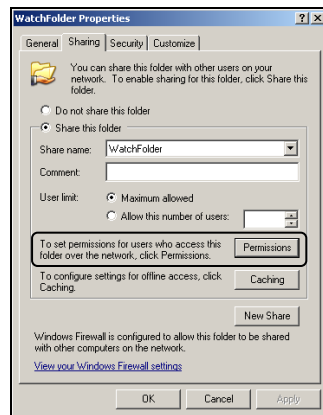 WatchFolder Properties
General Sharing Security Customize
You can share this folder with other users on your
network. To enable sharing for this folder, click Share this
folder.
Do not share this folder
Share this folder
Share name: WatchFolder
Comment:
User limit: Maximum allowed
Allow this number of users:
To set permissions for users who access this
folder over the network, click Permissions.
Permissions
To configure settings for offline access, click
Caching.
Caching
New Share
Windows Firewall is configured to allow this folder to be shared
with other computers on the network.
View your Windows Firewall settings
OK Cancel Apply